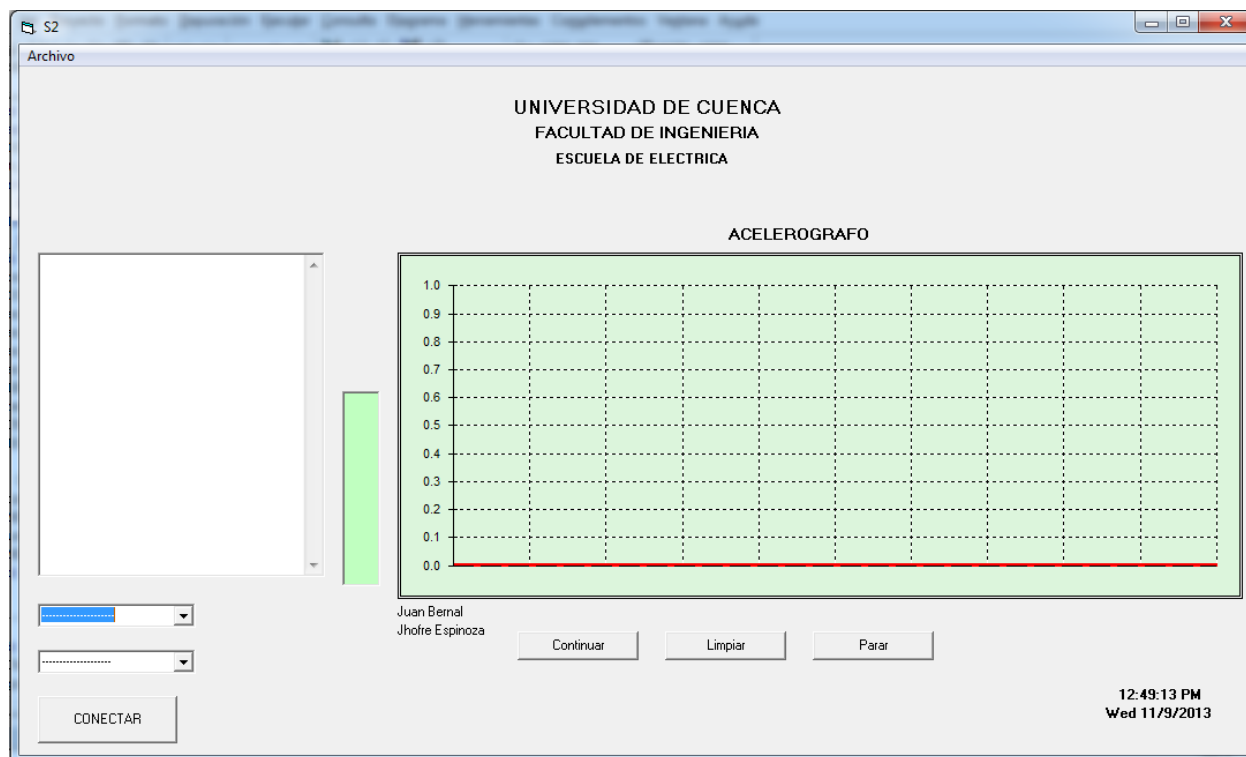 S2
Archivo
UNIVERSIDAD DE CUENCA
FACULTAD DE INGENIERIA
ESCUELA DE ELECTRICA
ACELEROGRAFO
1.0
0.9
0.8
0.7
0.6
0.5
0.4
0.3
0.2
0.1
0.0
Juan Bernal
Jhofre Espinoza
Continuar
Limpiar
Parar
CONECTAR
12:49:13 PM
Wed 11/9/2013